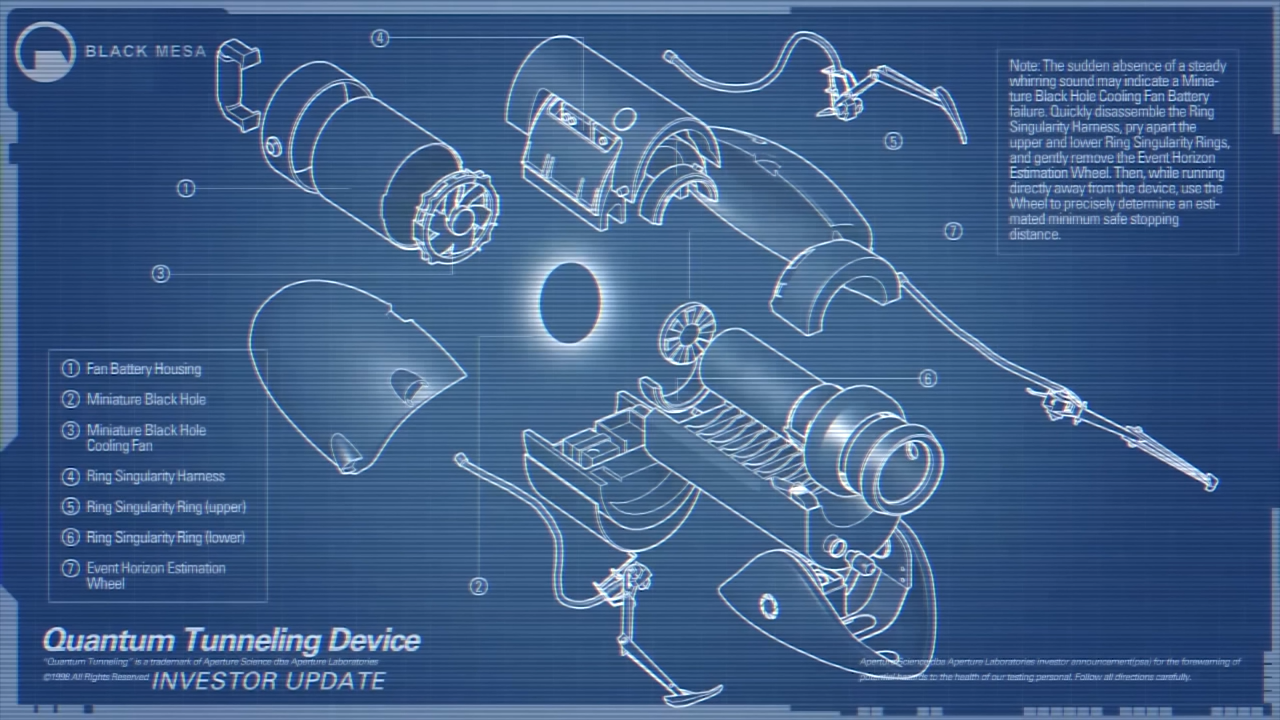 BLACK MESA
④
⑤
①
⑦
③
⑥
②
Note: The sudden absence of a steady
whirring sound may indicate a Minia-
ture Black Hole Cooling Fan Battery
failure. Quickly disassemble the Ring
Singularity Harness, pry apart the
upper and lower Ring Singularity Rings,
and gently remove the Event Horizon
Estimation Wheel. Then, while running
directly away from the device, use the
Wheel to precisely determine an esti-
mated minimum safe stopping
distance.
① Fan Battery Housing
② Miniature Black Hole
③ Miniature Black Hole
Cooling Fan
④ Ring Singularity Harness
⑤ Ring Singularity Ring (upper)
⑥ Ring Singularity Ring (lower)
⑦ Event Horizon Estimation
Wheel
Quantum Tunneling Device
"Quantum Tunneling" is a trademark of Aperture Science dba Aperture Laboratories
©1998 All Rights Reserved INVESTOR UPDATE
Aperture Science dba Aperture Laboratories investor announcement(psa) for the forewarning of
potential hazards to the health of our testing personal. Follow all directions carefully.